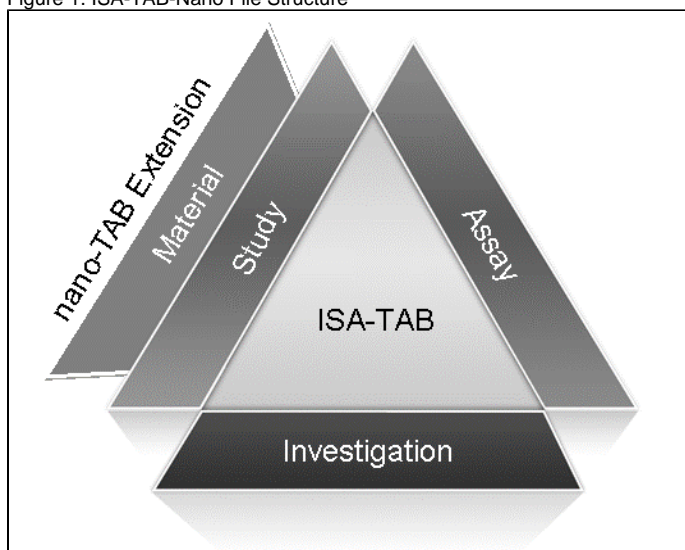 Figure 1: ISA-TAB-Nano File Structure
nano-TAB Extension
Material
Study
Assay
ISA-TAB
Investigation